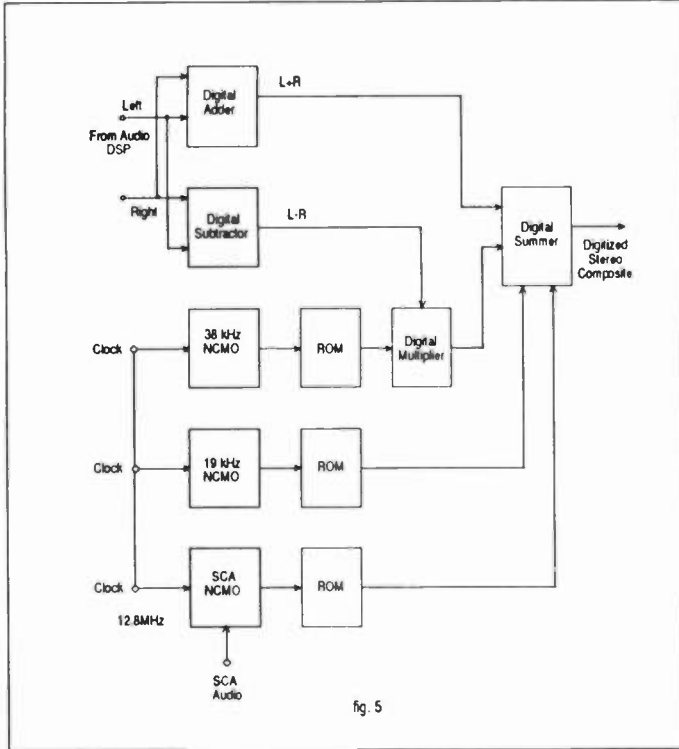 Digital
Adder
L+R
Left
From Audio
DSP
Right
Digital
Subtractor
L-R
Digital
Summer
Digitized
Stereo
Composite
Clock
38 kHz
NCMO
ROM
Digital
Multiplier
Clock
19 kHz
NCMO
ROM
Clock
12.8MHz
SCA
NCMO
ROM
SCA
Audio
fig. 5